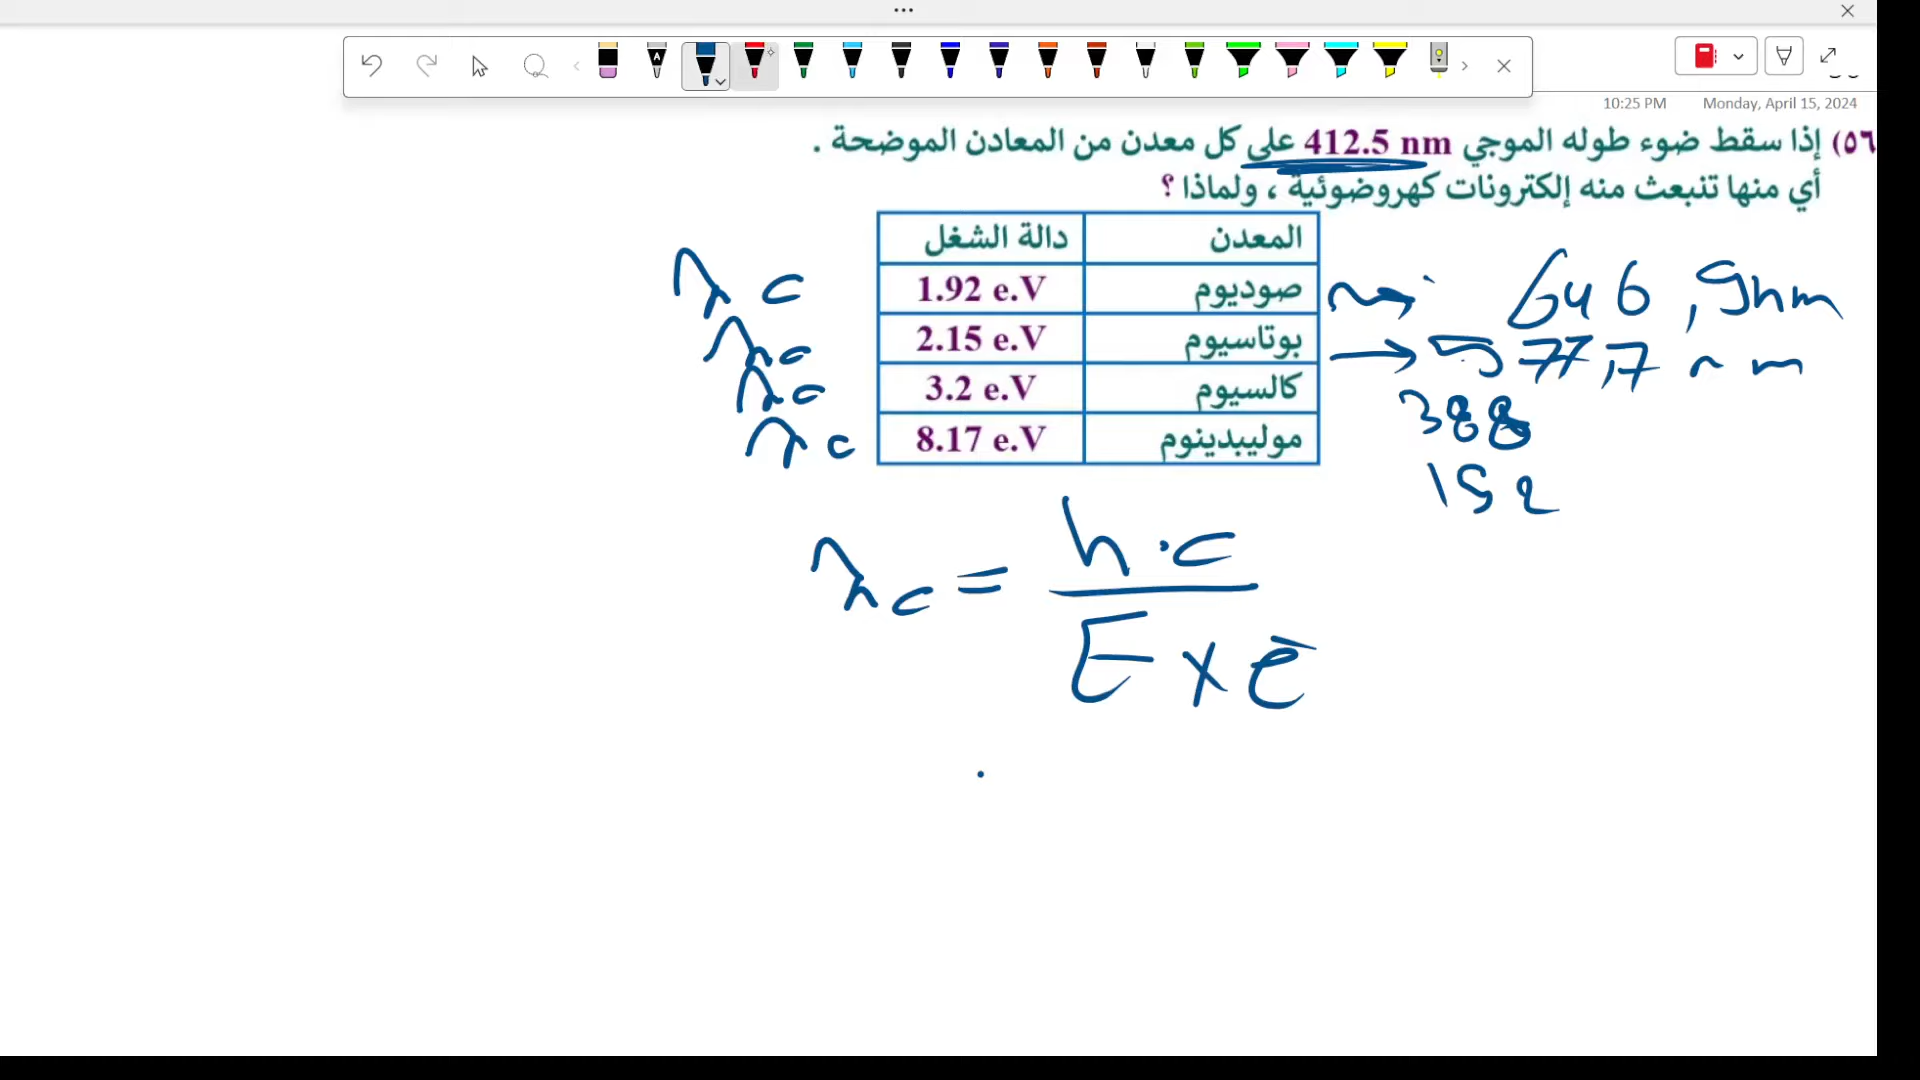 10:25 PM Monday, April 15, 2024
٥٦) إذا سقط ضوء طوله الموجي 412.5 nm على كل معدن من المعادن الموضحة .
أي منها تنبعث منه إلكترونات كهروضوئية ، ولماذا ؟
المعدن دالة الشغل
صوديوم 1.92 e.V
λc 646,9nm
بوتاسيوم 2.15 e.V
λc 577,7 nm
كالسيوم 3.2 e.V
λc 388
موليبدينوم 8.17 e.V
λc 152
λc = h.c / E x e